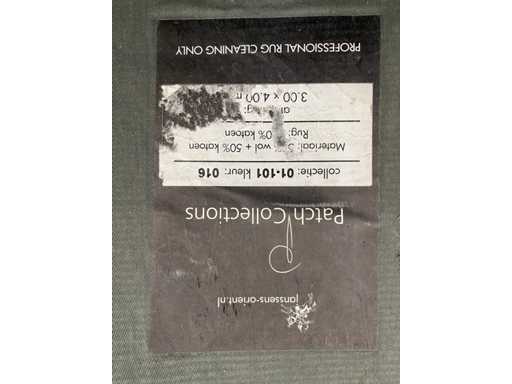 janssens-orient.nl
P
Patch Collections
collectie: 01-101 kleur: 016
Materiaal: wol + 50% katoen
Rug: katoen
3.00 x 4.00
PROFESSIONAL RUG CLEANING ONLY